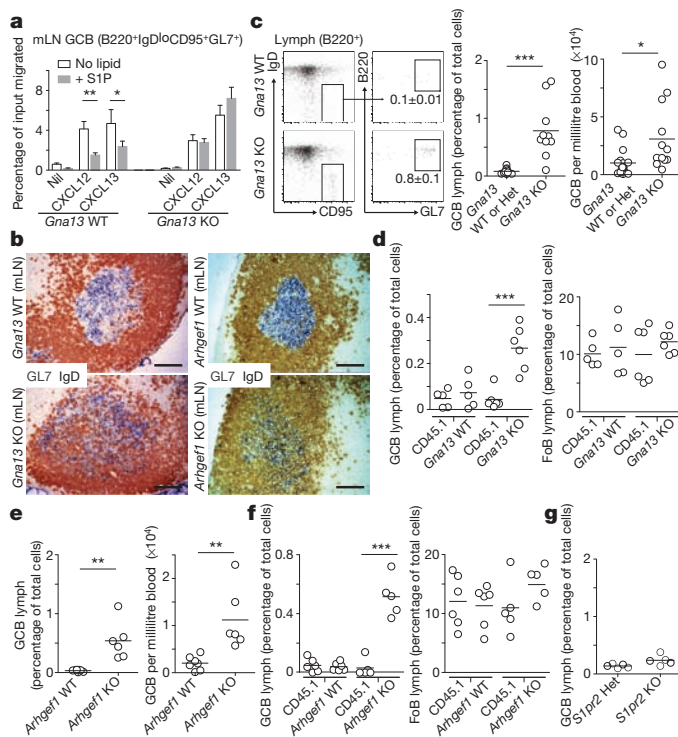 a
mLN GCB (B220+IgDloCD95+GL7+)
No lipid
+ S1P
**
*
Percentage of input migrated
8
4
0
Nil
CXCL12
CXCL13
Nil
CXCL12
CXCL13
Gna13 WT
Gna13 KO
c
Lymph (B220+)
IgD
B220
Gna13 WT
0.1±0.01
Gna13 KO
0.8±0.1
CD95
GL7
GCB lymph (percentage of total cells)
2
1
0
***
Gna13
WT or Het
Gna13 KO
GCB per millilitre blood (×10⁴)
10
5
0
*
Gna13
WT or Het
Gna13 KO
b
Gna13 WT (mLN)
Arhgef1 WT (mLN)
GL7 IgD
GL7 IgD
Gna13 KO (mLN)
Arhgef1 KO (mLN)
d
GCB lymph (percentage of total cells)
0.4
0.2
0
***
CD45.1
Gna13 WT
CD45.1
Gna13 KO
FoB lymph (percentage of total cells)
20
10
0
CD45.1
Gna13 WT
CD45.1
Gna13 KO
e
GCB lymph
(percentage of total cells)
2
1
0
**
Arhgef1 WT
Arhgef1 KO
GCB per millilitre blood (×10⁴)
3
2
1
0
**
Arhgef1 WT
Arhgef1 KO
f
GCB lymph (percentage of total cells)
0.8
0.4
0
***
CD45.1
Arhgef1 WT
CD45.1
Arhgef1 KO
FoB lymph (percentage of total cells)
20
10
0
CD45.1
Arhgef1 WT
CD45.1
Arhgef1 KO
g
GCB lymph (percentage of total cells)
2
1
0
S1pr2 Het
S1pr2 KO